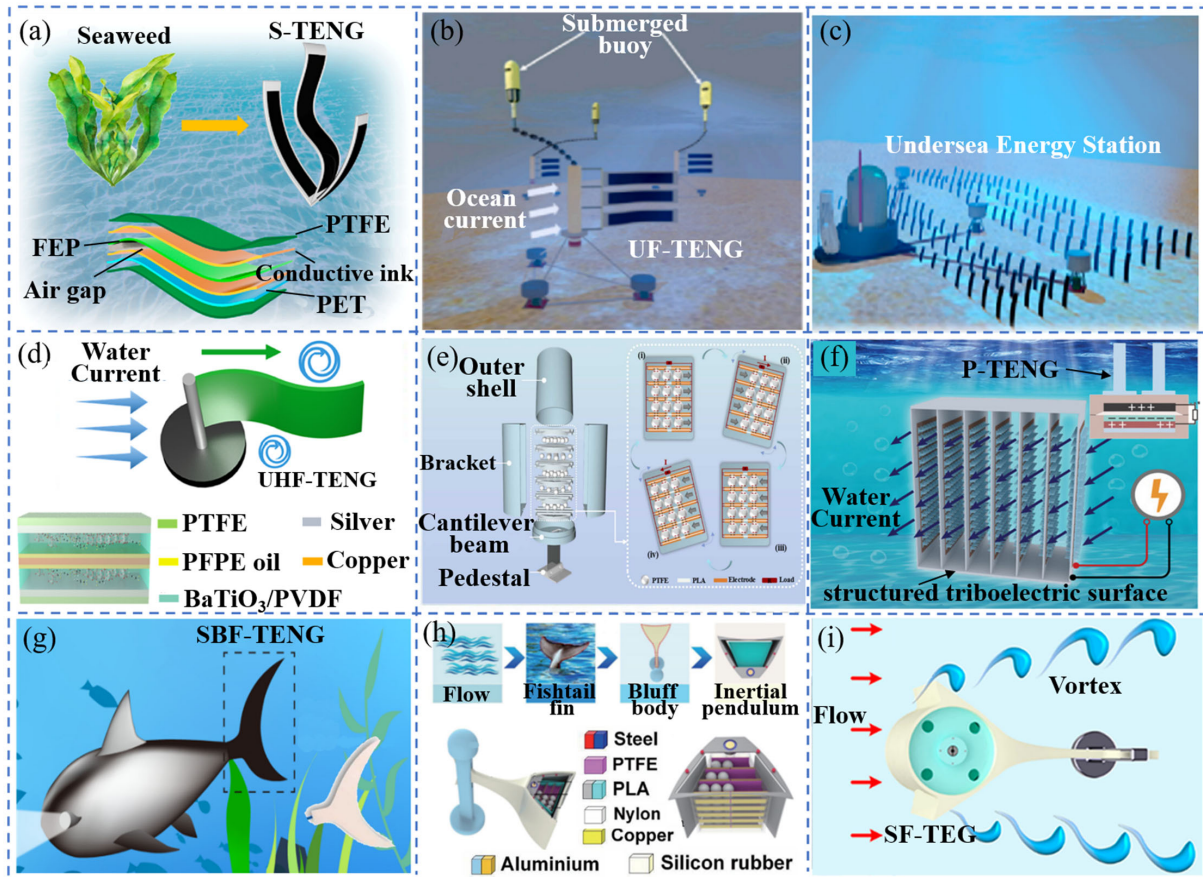 (a)
Seaweed
S-TENG
PTFE
FEP
Conductive ink
Air gap
PET
(b)
Submerged
buoy
Ocean
current
UF-TENG
(c)
Undersea Energy Station
(d)
Water
Current
UHF-TENG
PTFE
Silver
PFPE oil
Copper
BaTiO₃/PVDF
(e)
Outer
shell
Bracket
Cantilever
beam
Pedestal
(i)
(ii)
(iv)
(iii)
PTFE
PLA
Electrode
Load
(f)
P-TENG
+++
++
++
Water
Current
structured triboelectric surface
(g)
SBF-TENG
(h)
Flow
Fishtail
fin
Bluff
body
Inertial
pendulum
Steel
PTFE
PLA
Nylon
Copper
Aluminium
Silicon rubber
(i)
Flow
Vortex
SF-TEG